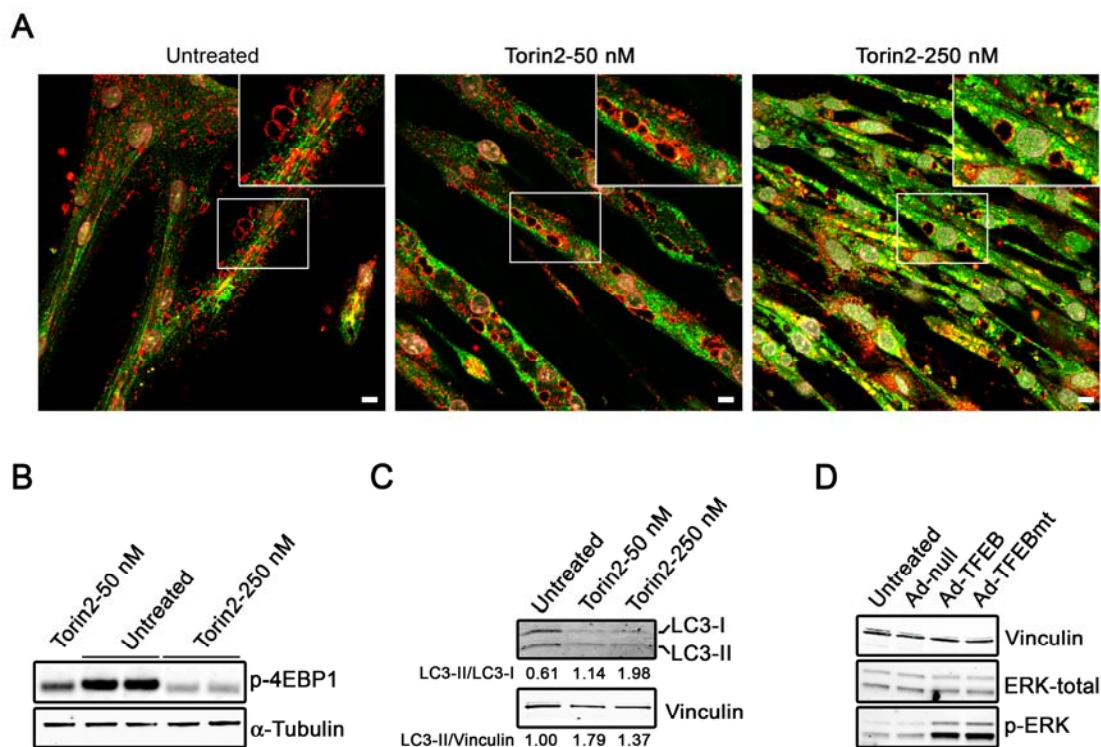 A
Untreated
Torin2-50 nM
Torin2-250 nM
B
Torin2-50 nM
Untreated
Torin2-250 nM
p-4EBP1
α-Tubulin
C
Untreated
Torin2-50 nM
Torin2-250 nM
LC3-I
LC3-II
LC3-II/LC3-I 0.61 1.14 1.98
Vinculin
LC3-II/Vinculin 1.00 1.79 1.37
D
Untreated
Ad-null
Ad-TFEB
Ad-TFEBmt
Vinculin
ERK-total
p-ERK